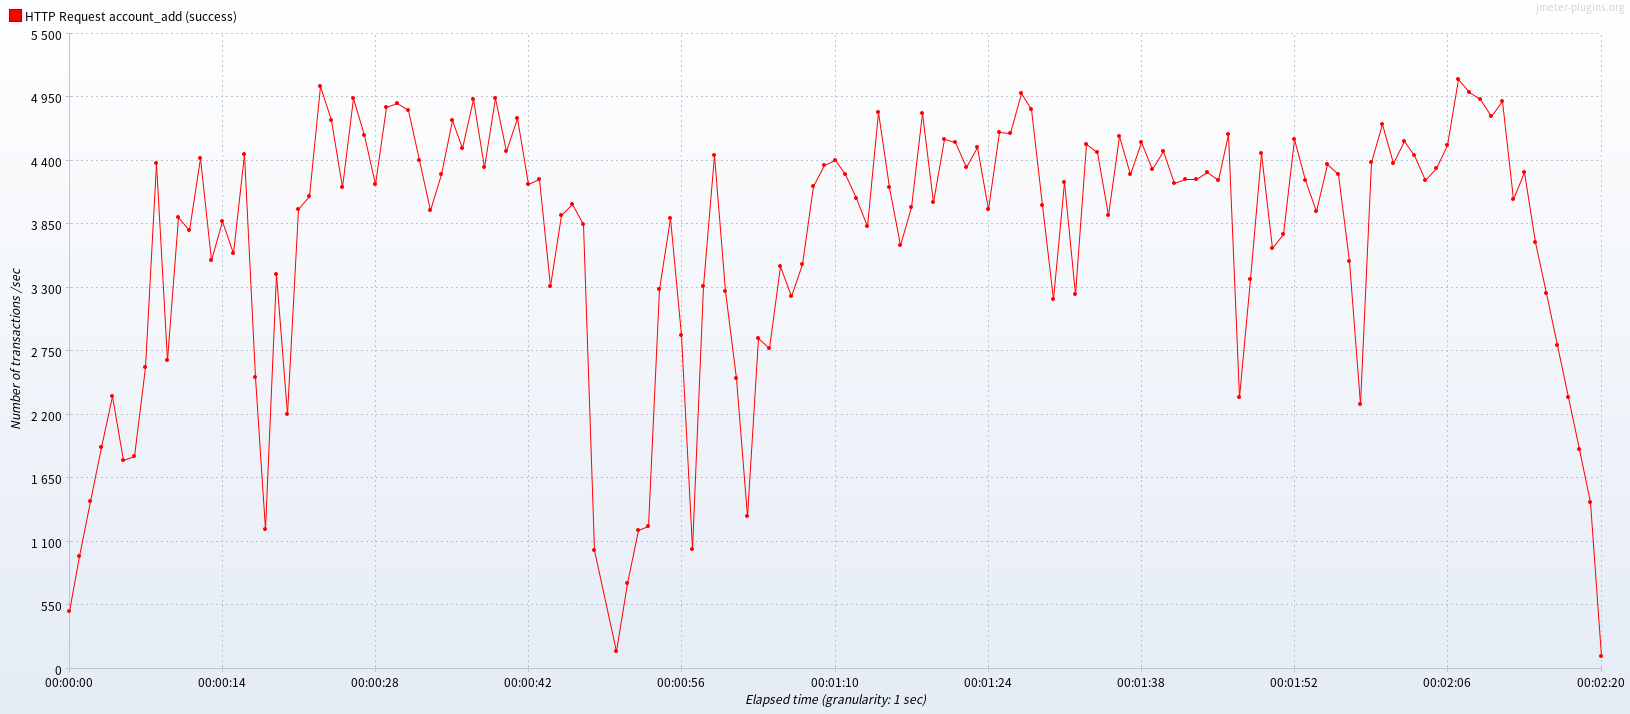 HTTP Request account_add (success)
jmeter-plugins.org
5 500
4 950
4 400
3 850
3 300
2 750
2 200
1 650
1 100
550
0
Number of transactions /sec
00:00:00 00:00:14 00:00:28 00:00:42 00:00:56 00:01:10 00:01:24 00:01:38 00:01:52 00:02:06 00:02:20
Elapsed time (granularity: 1 sec)